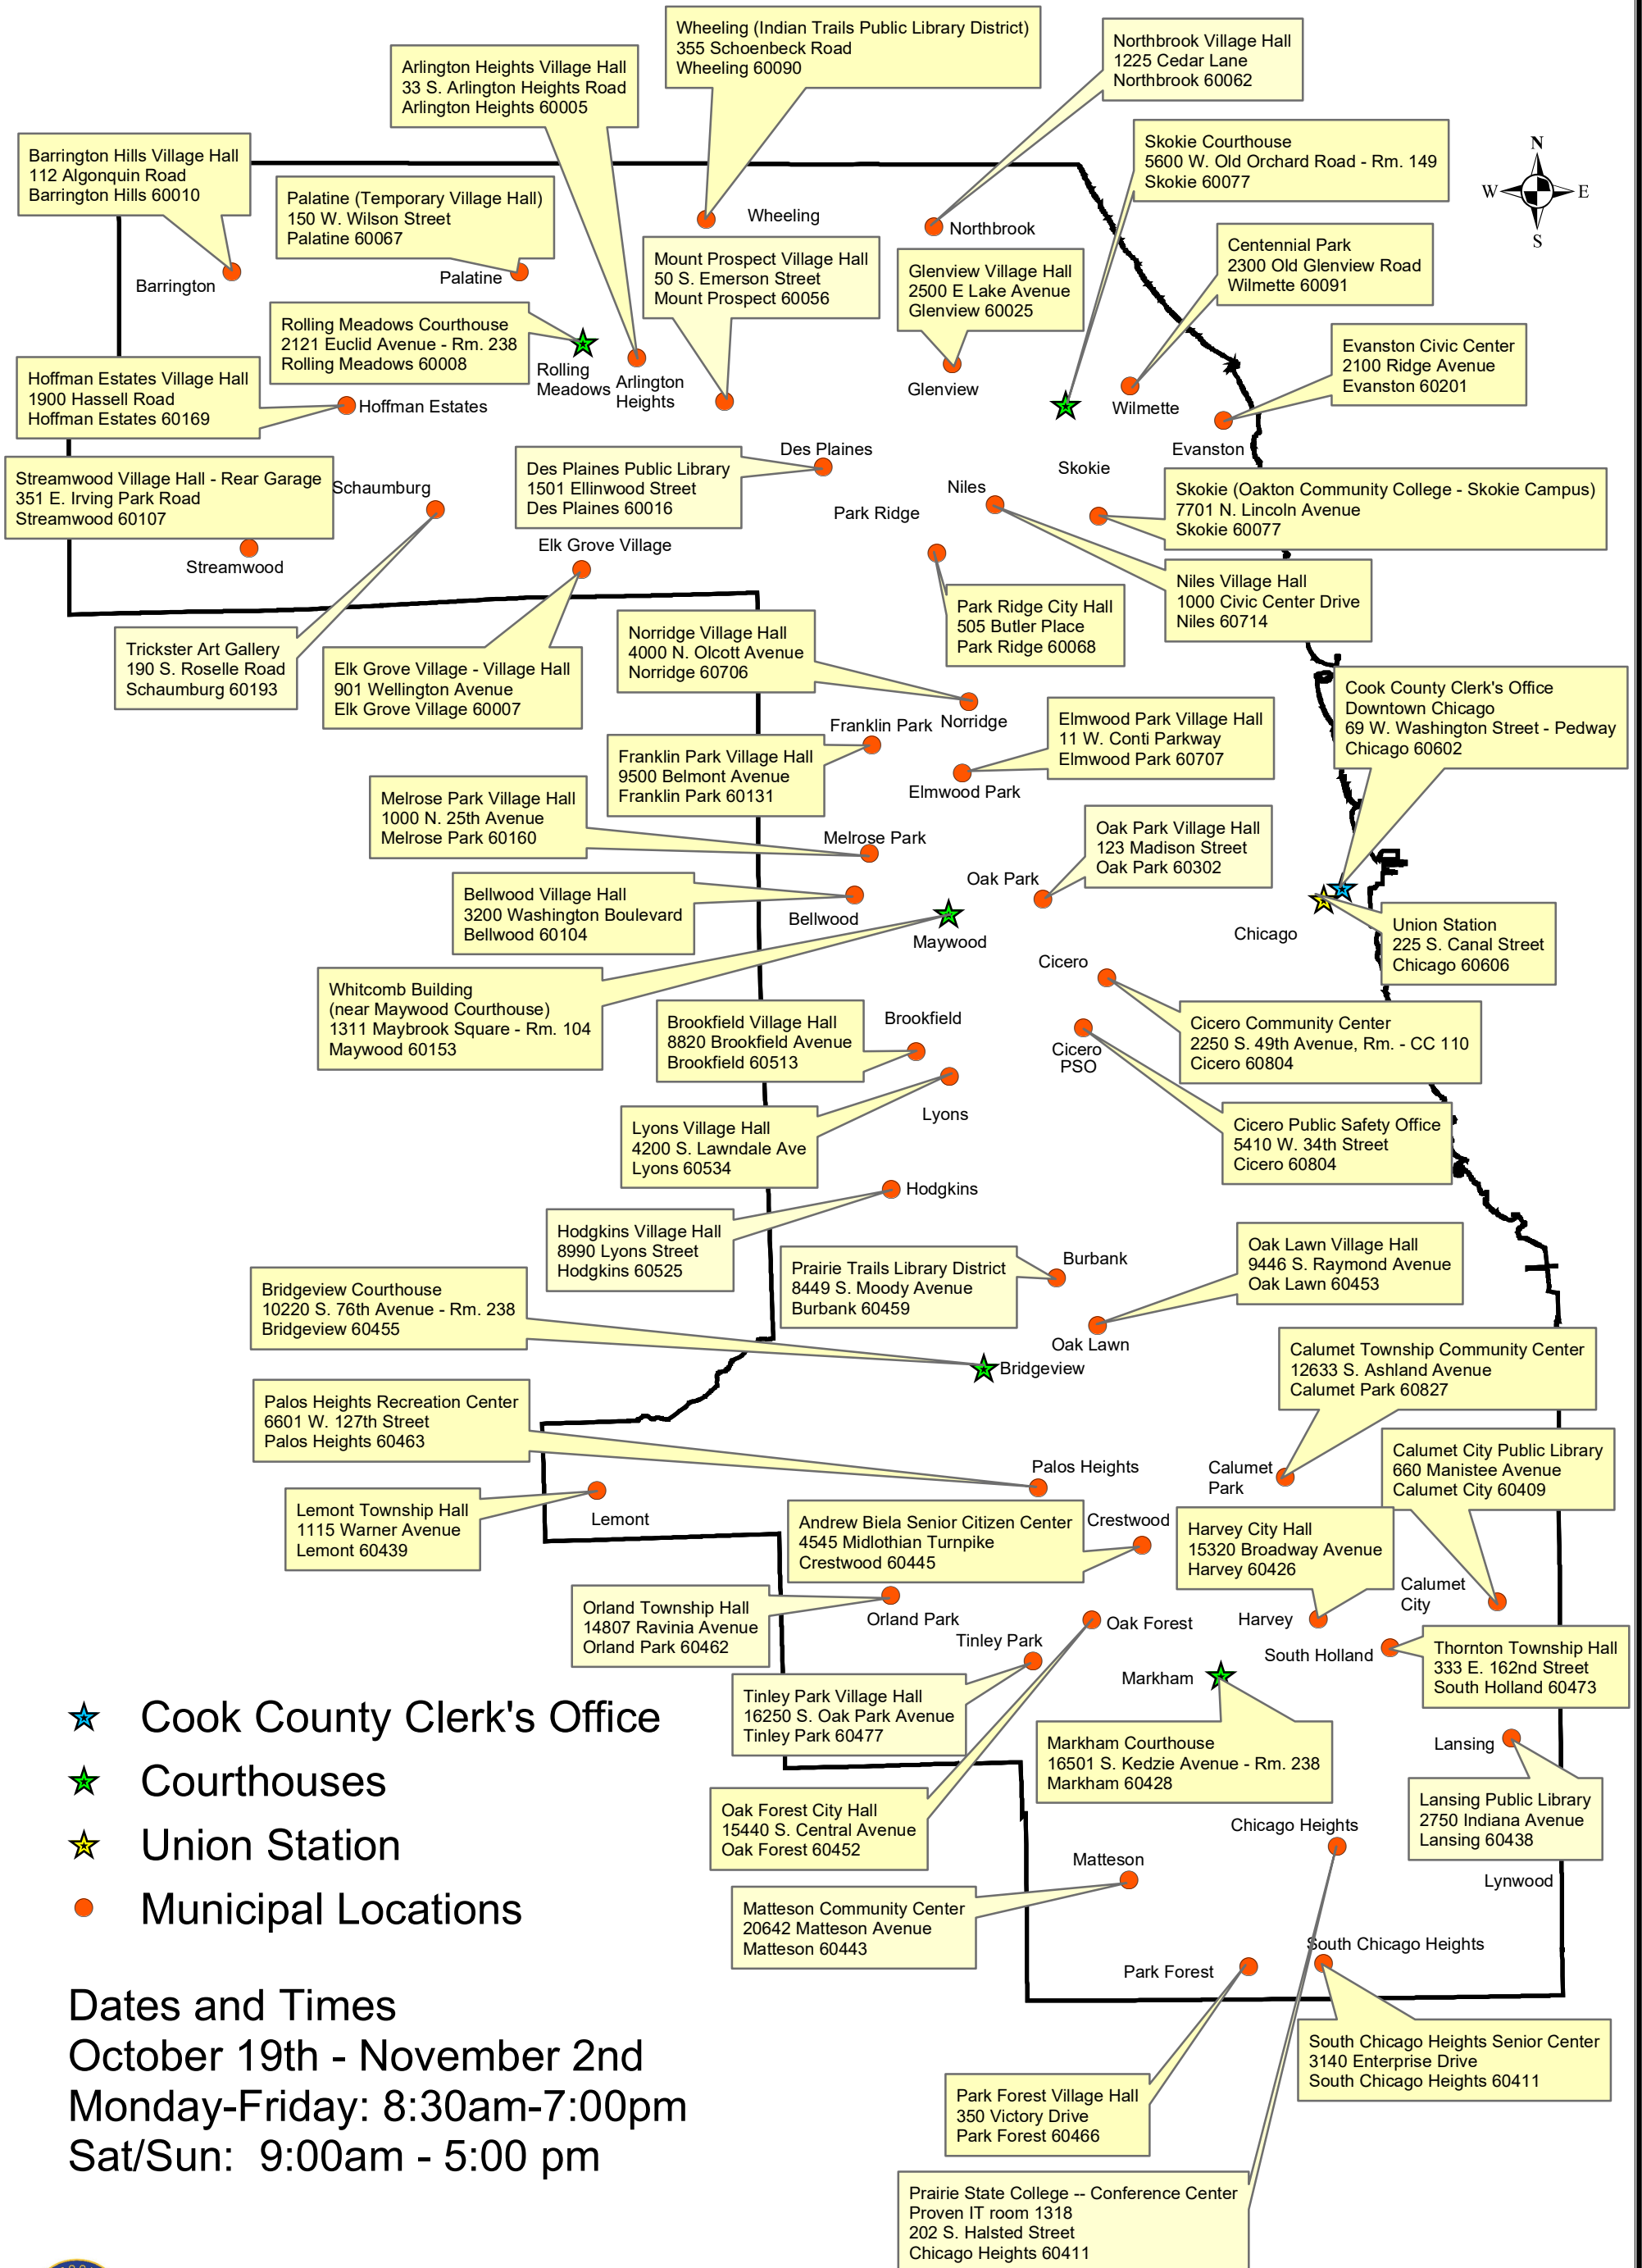 Wheeling (Indian Trails Public Library District)
355 Schoenbeck Road
Wheeling 60090
Northbrook Village Hall
1225 Cedar Lane
Northbrook 60062
Arlington Heights Village Hall
33 S. Arlington Heights Road
Arlington Heights 60005
Skokie Courthouse
5600 W. Old Orchard Road - Rm. 149
Skokie 60077
N
W
E
S
Barrington Hills Village Hall
112 Algonquin Road
Barrington Hills 60010
Palatine (Temporary Village Hall)
150 W. Wilson Street
Palatine 60067
Wheeling
Northbrook
Centennial Park
2300 Old Glenview Road
Wilmette 60091
Barrington
Palatine
Mount Prospect Village Hall
50 S. Emerson Street
Mount Prospect 60056
Glenview Village Hall
2500 E Lake Avenue
Glenview 60025
Rolling Meadows Courthouse
2121 Euclid Avenue - Rm. 238
Rolling Meadows 60008
Rolling
Meadows
Arlington
Heights
Glenview
Wilmette
Evanston Civic Center
2100 Ridge Avenue
Evanston 60201
Hoffman Estates Village Hall
1900 Hassell Road
Hoffman Estates 60169
Hoffman Estates
Evanston
Des Plaines
Skokie
Streamwood Village Hall - Rear Garage
351 E. Irving Park Road
Streamwood 60107
Schaumburg
Des Plaines Public Library
1501 Ellinwood Street
Des Plaines 60016
Niles
Park Ridge
Skokie (Oakton Community College - Skokie Campus)
7701 N. Lincoln Avenue
Skokie 60077
Elk Grove Village
Streamwood
Niles Village Hall
1000 Civic Center Drive
Niles 60714
Park Ridge City Hall
505 Butler Place
Park Ridge 60068
Trickster Art Gallery
190 S. Roselle Road
Schaumburg 60193
Elk Grove Village - Village Hall
901 Wellington Avenue
Elk Grove Village 60007
Norridge Village Hall
4000 N. Olcott Avenue
Norridge 60706
Norridge
Cook County Clerk's Office
Downtown Chicago
69 W. Washington Street - Pedway
Chicago 60602
Franklin Park
Elmwood Park Village Hall
11 W. Conti Parkway
Elmwood Park 60707
Franklin Park Village Hall
9500 Belmont Avenue
Franklin Park 60131
Elmwood Park
Melrose Park Village Hall
1000 N. 25th Avenue
Melrose Park 60160
Melrose Park
Oak Park Village Hall
123 Madison Street
Oak Park 60302
Oak Park
Bellwood Village Hall
3200 Washington Boulevard
Bellwood 60104
Bellwood
Maywood
Chicago
Union Station
225 S. Canal Street
Chicago 60606
Cicero
Whitcomb Building
(near Maywood Courthouse)
1311 Maybrook Square - Rm. 104
Maywood 60153
Brookfield Village Hall
8820 Brookfield Avenue
Brookfield 60513
Brookfield
Cicero
PSO
Cicero Community Center
2250 S. 49th Avenue, Rm. - CC 110
Cicero 60804
Lyons
Lyons Village Hall
4200 S. Lawndale Ave
Lyons 60534
Cicero Public Safety Office
5410 W. 34th Street
Cicero 60804
Hodgkins
Hodgkins Village Hall
8990 Lyons Street
Hodgkins 60525
Prairie Trails Library District
8449 S. Moody Avenue
Burbank 60459
Burbank
Oak Lawn Village Hall
9446 S. Raymond Avenue
Oak Lawn 60453
Bridgeview Courthouse
10220 S. 76th Avenue - Rm. 238
Bridgeview 60455
Oak Lawn
Bridgeview
Calumet Township Community Center
12633 S. Ashland Avenue
Calumet Park 60827
Palos Heights Recreation Center
6601 W. 127th Street
Palos Heights 60463
Palos Heights
Calumet
Park
Calumet City Public Library
660 Manistee Avenue
Calumet City 60409
Lemont Township Hall
1115 Warner Avenue
Lemont 60439
Lemont
Andrew Biela Senior Citizen Center
4545 Midlothian Turnpike
Crestwood 60445
Crestwood
Harvey City Hall
15320 Broadway Avenue
Harvey 60426
Calumet
City
Orland Township Hall
14807 Ravinia Avenue
Orland Park 60462
Orland Park
Oak Forest
Harvey
Tinley Park
South Holland
Thornton Township Hall
333 E. 162nd Street
South Holland 60473
Markham
Tinley Park Village Hall
16250 S. Oak Park Avenue
Tinley Park 60477
Markham Courthouse
16501 S. Kedzie Avenue - Rm. 238
Markham 60428
Lansing
Lansing Public Library
2750 Indiana Avenue
Lansing 60438
Oak Forest City Hall
15440 S. Central Avenue
Oak Forest 60452
Chicago Heights
Matteson
Lynwood
Matteson Community Center
20642 Matteson Avenue
Matteson 60443
South Chicago Heights
Park Forest
South Chicago Heights Senior Center
3140 Enterprise Drive
South Chicago Heights 60411
Park Forest Village Hall
350 Victory Drive
Park Forest 60466
Prairie State College -- Conference Center
Proven IT room 1318
202 S. Halsted Street
Chicago Heights 60411
Cook County Clerk's Office
Courthouses
Union Station
Municipal Locations
Dates and Times
October 19th - November 2nd
Monday-Friday: 8:30am-7:00pm
Sat/Sun: 9:00am - 5:00 pm